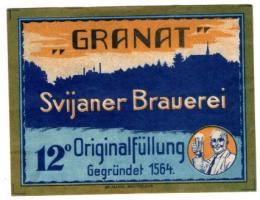 „GRANAT”
Svijaner Brauerei
12° Originalfüllung
Gegründet 1564.